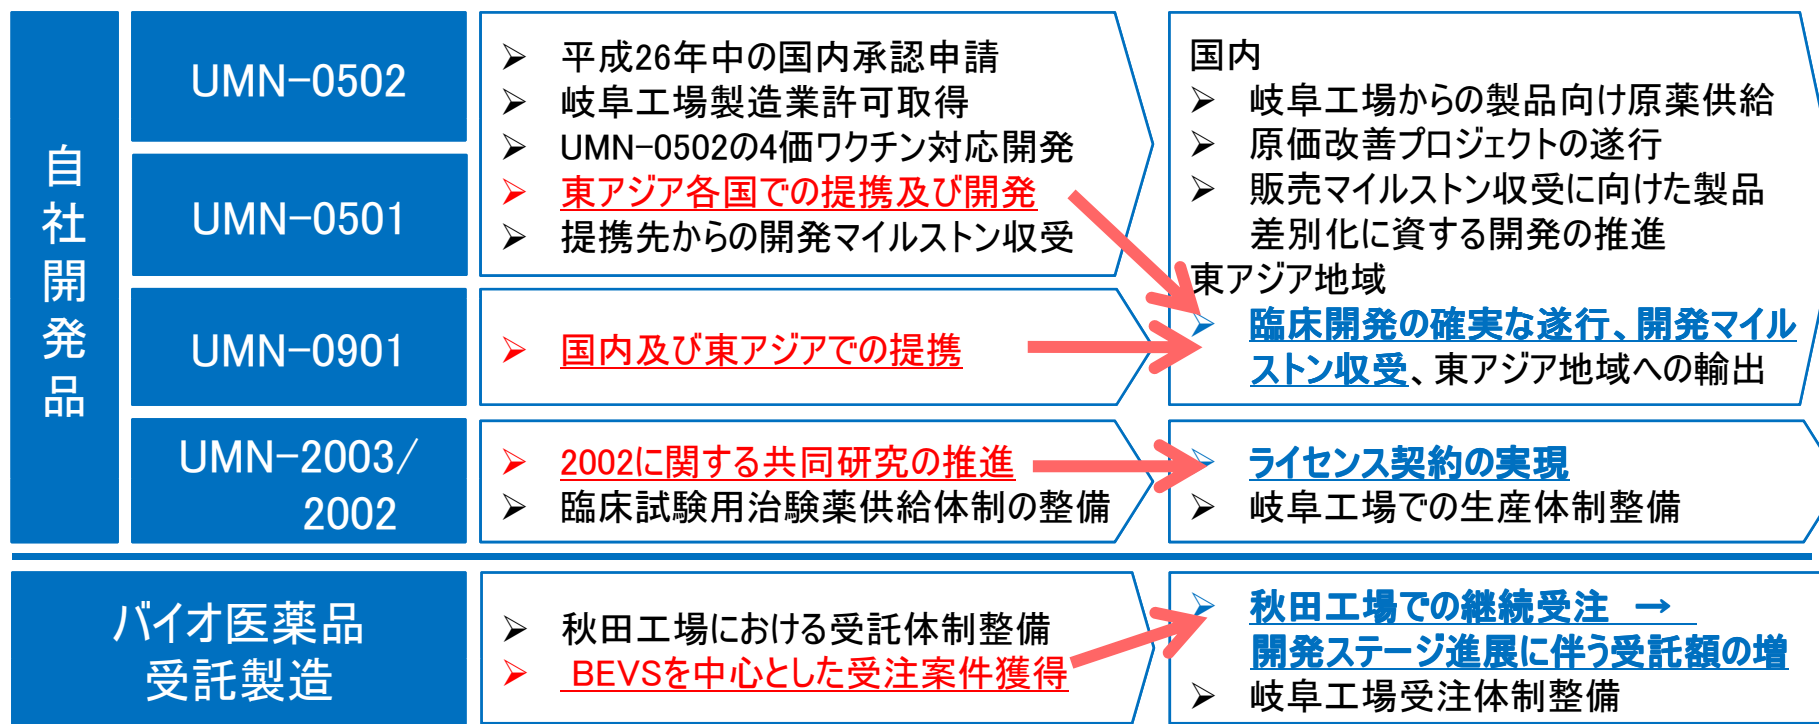 自社開発品
UMN-0502
UMN-0501
➢ 平成26年中の国内承認申請
➢ 岐阜工場製造業許可取得
➢ UMN-0502の4価ワクチン対応開発
➢ 東アジア各国での提携及び開発
➢ 提携先からの開発マイルストン収受
国内
➢ 岐阜工場からの製品向け原薬供給
➢ 原価改善プロジェクトの遂行
➢ 販売マイルストン収受に向けた製品
差別化に資する開発の推進
東アジア地域
➢ 臨床開発の確実な遂行、開発マイル
ストン収受、東アジア地域への輸出
UMN-0901
➢ 国内及び東アジアでの提携
UMN-2003/
2002
➢ 2002に関する共同研究の推進
➢ 臨床試験用治験薬供給体制の整備
➢ ライセンス契約の実現
➢ 岐阜工場での生産体制整備
バイオ医薬品
受託製造
➢ 秋田工場における受託体制整備
➢ BEVSを中心とした受注案件獲得
➢ 秋田工場での継続受注 →
開発ステージ進展に伴う受託額の増
➢ 岐阜工場受注体制整備